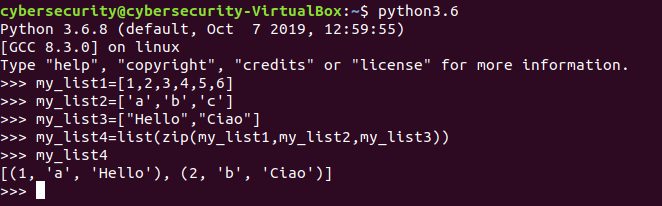 cybersecurity@cybersecurity-VirtualBox:~$ python3.6
Python 3.6.8 (default, Oct  7 2019, 12:59:55)
[GCC 8.3.0] on linux
Type "help", "copyright", "credits" or "license" for more information.
>>> my_list1=[1,2,3,4,5,6]
>>> my_list2=['a','b','c']
>>> my_list3=["Hello","Ciao"]
>>> my_list4=list(zip(my_list1,my_list2,my_list3))
>>> my_list4
[(1, 'a', 'Hello'), (2, 'b', 'Ciao')]
>>>